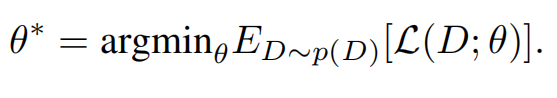 θ* = argmin_θ E_{D∼p(D)}[ℒ(D; θ)].